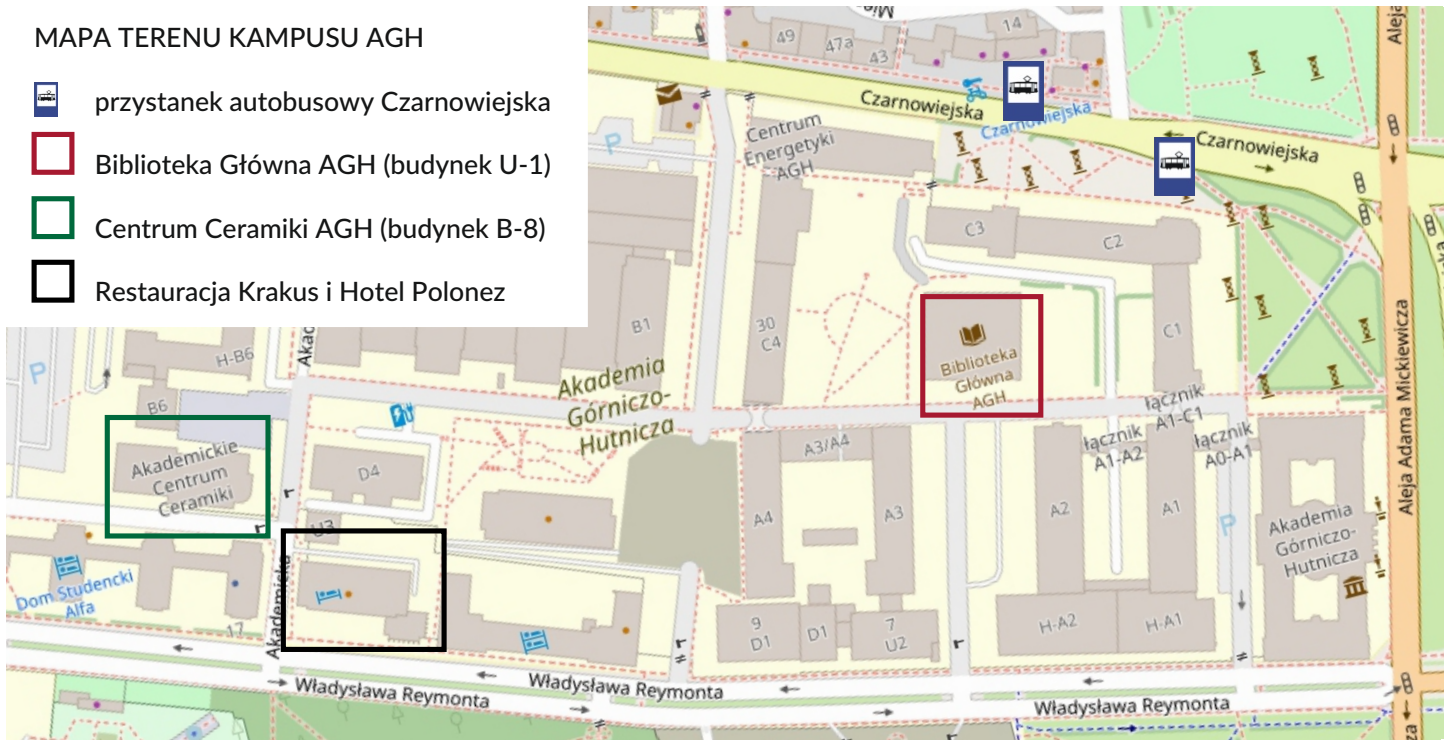 MAPA TERENU KAMPUSU AGH
przystanek autobusowy Czarnowiejska
Biblioteka Główna AGH (budynek U-1)
Centrum Ceramiki AGH (budynek B-8)
Restauracja Krakus i Hotel Polonez
49
47a
43
14
Aleja
Czarnowiejska
Czarnowiejska
Czarnowiejska
P
Centrum
Energetyki
AGH
C3
C2
C1
B1
30
C4
Biblioteka
Główna
AGH
Akademia
Górniczo-
Hutnicza
P
H-B6
B6
Akademickie
Centrum
Ceramiki
D4
U3
Akademicka
Dom Studencki
Alfa
17
A3/A4
A4
A3
9
D1
D1
7
U2
łącznik
A1-C1
łącznik
A1-A2
łącznik
A0-A1
A2
A1
H-A2
H-A1
P
Akademia
Górniczo-
Hutnicza
Aleja Adama Mickiewicza
Władysława Reymonta
Władysława Reymonta
Władysława Reymonta